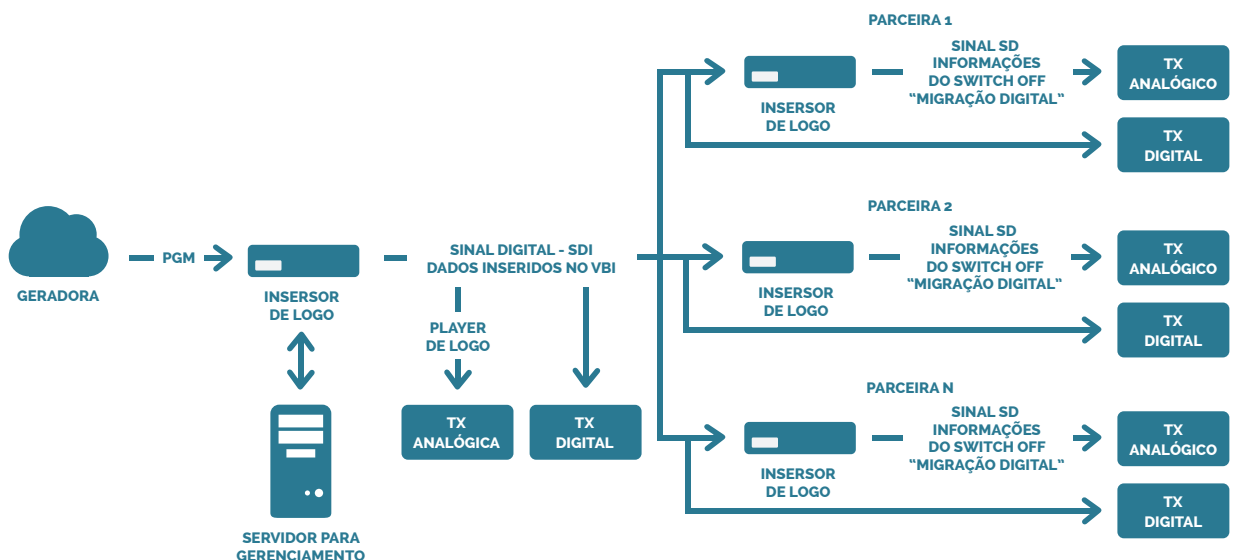 GERADORA
PGM
INSERSOR
DE LOGO
SERVIDOR PARA
GERENCIAMENTO
SINAL DIGITAL - SDI
DADOS INSERIDOS NO VBI
PLAYER
DE LOGO
TX
ANALÓGICA
TX
DIGITAL
PARCEIRA 1
INSERSOR
DE LOGO
SINAL SD
INFORMAÇÕES
DO SWITCH OFF
"MIGRAÇÃO DIGITAL"
TX
ANALÓGICO
TX
DIGITAL
PARCEIRA 2
INSERSOR
DE LOGO
SINAL SD
INFORMAÇÕES
DO SWITCH OFF
"MIGRAÇÃO DIGITAL"
TX
ANALÓGICO
TX
DIGITAL
PARCEIRA N
INSERSOR
DE LOGO
SINAL SD
INFORMAÇÕES
DO SWITCH OFF
"MIGRAÇÃO DIGITAL"
TX
ANALÓGICO
TX
DIGITAL